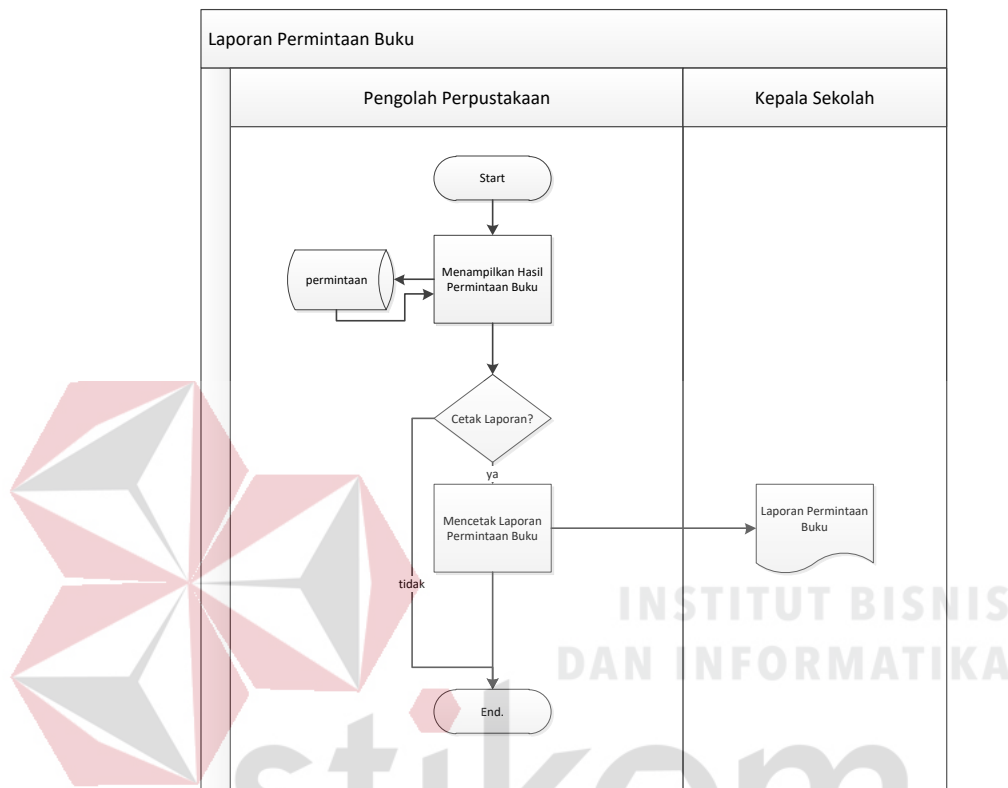 Laporan Permintaan Buku
Pengolah Perpustakaan
Kepala Sekolah
Start
permintaan
Menampilkan Hasil
Permintaan Buku
Cetak Laporan?
ya
Mencetak Laporan
Permintaan Buku
Laporan Permintaan
Buku
tidak
INSTITUT BISNIS
DAN INFORMATIKA
End.
stikom